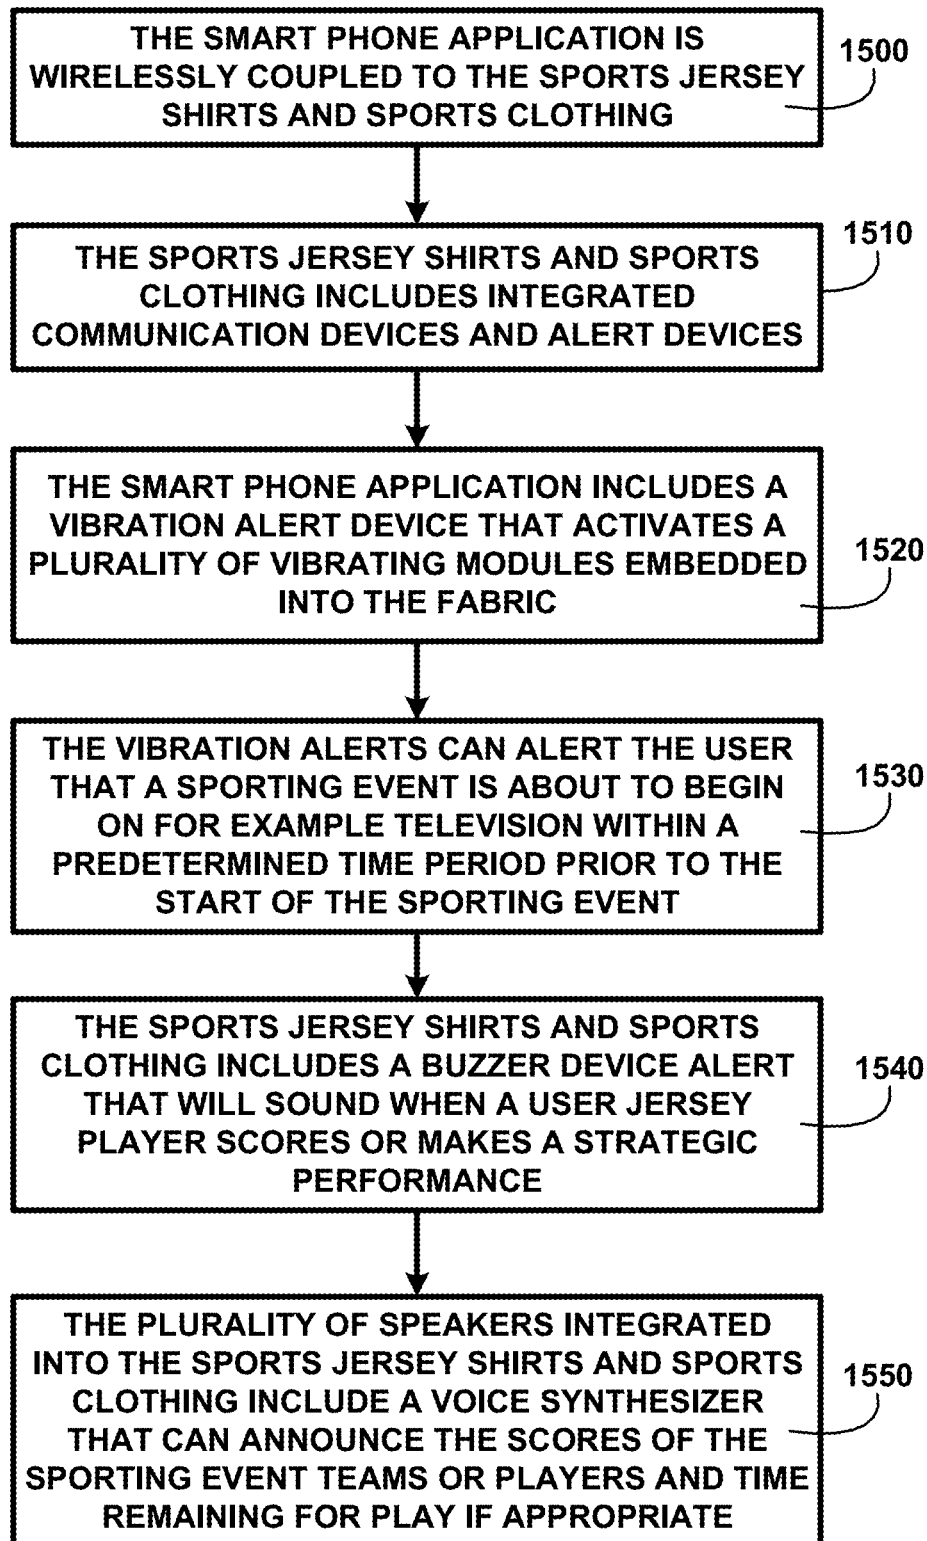 THE SMART PHONE APPLICATION IS
WIRELESSLY COUPLED TO THE SPORTS JERSEY
SHIRTS AND SPORTS CLOTHING
1500
THE SPORTS JERSEY SHIRTS AND SPORTS
CLOTHING INCLUDES INTEGRATED
COMMUNICATION DEVICES AND ALERT DEVICES
1510
THE SMART PHONE APPLICATION INCLUDES A
VIBRATION ALERT DEVICE THAT ACTIVATES A
PLURALITY OF VIBRATING MODULES EMBEDDED
INTO THE FABRIC
1520
THE VIBRATION ALERTS CAN ALERT THE USER
THAT A SPORTING EVENT IS ABOUT TO BEGIN
ON FOR EXAMPLE TELEVISION WITHIN A
PREDETERMINED TIME PERIOD PRIOR TO THE
START OF THE SPORTING EVENT
1530
THE SPORTS JERSEY SHIRTS AND SPORTS
CLOTHING INCLUDES A BUZZER DEVICE ALERT
THAT WILL SOUND WHEN A USER JERSEY
PLAYER SCORES OR MAKES A STRATEGIC
PERFORMANCE
1540
THE PLURALITY OF SPEAKERS INTEGRATED
INTO THE SPORTS JERSEY SHIRTS AND SPORTS
CLOTHING INCLUDE A VOICE SYNTHESIZER
THAT CAN ANNOUNCE THE SCORES OF THE
SPORTING EVENT TEAMS OR PLAYERS AND TIME
REMAINING FOR PLAY IF APPROPRIATE
1550